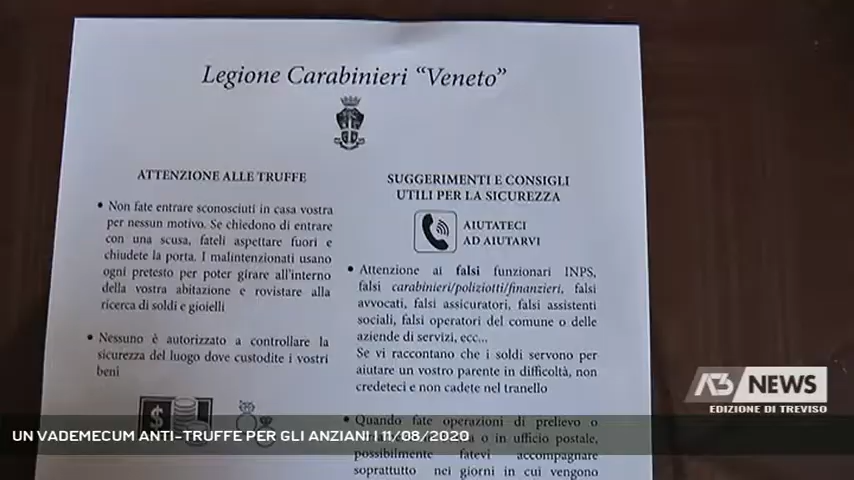 Legione Carabinieri “Veneto”
ATTENZIONE ALLE TRUFFE
• Non fate entrare sconosciuti in casa vostra
per nessun motivo. Se chiedono di entrare
con una scusa, fateli aspettare fuori e
chiudete la porta. I malintenzionati usano
ogni pretesto per poter girare all'interno
della vostra abitazione e rovistare alla
ricerca di soldi e gioielli
• Nessuno è autorizzato a controllare la
sicurezza del luogo dove custodite i vostri
beni
SUGGERIMENTI E CONSIGLI
UTILI PER LA SICUREZZA
AIUTATECI
AD AIUTARVI
• Attenzione ai falsi funzionari INPS,
falsi carabinieri/poliziotti/finanzieri, falsi
avvocati, falsi assicuratori, falsi assistenti
sociali, falsi operatori del comune o delle
aziende di servizi, ecc...
Se vi raccontano che i soldi servono per
aiutare un vostro parente in difficoltà, non
credeteci e non cadete nel tranello
• Quando fate operazioni di prelievo o
o in ufficio postale,
possibilmente fatevi accompagnare
soprattutto nei giorni in cui vengono
A3 NEWS
EDIZIONE DI TREVISO
UN VADEMECUM ANTI-TRUFFE PER GLI ANZIANI | 11/08/2020